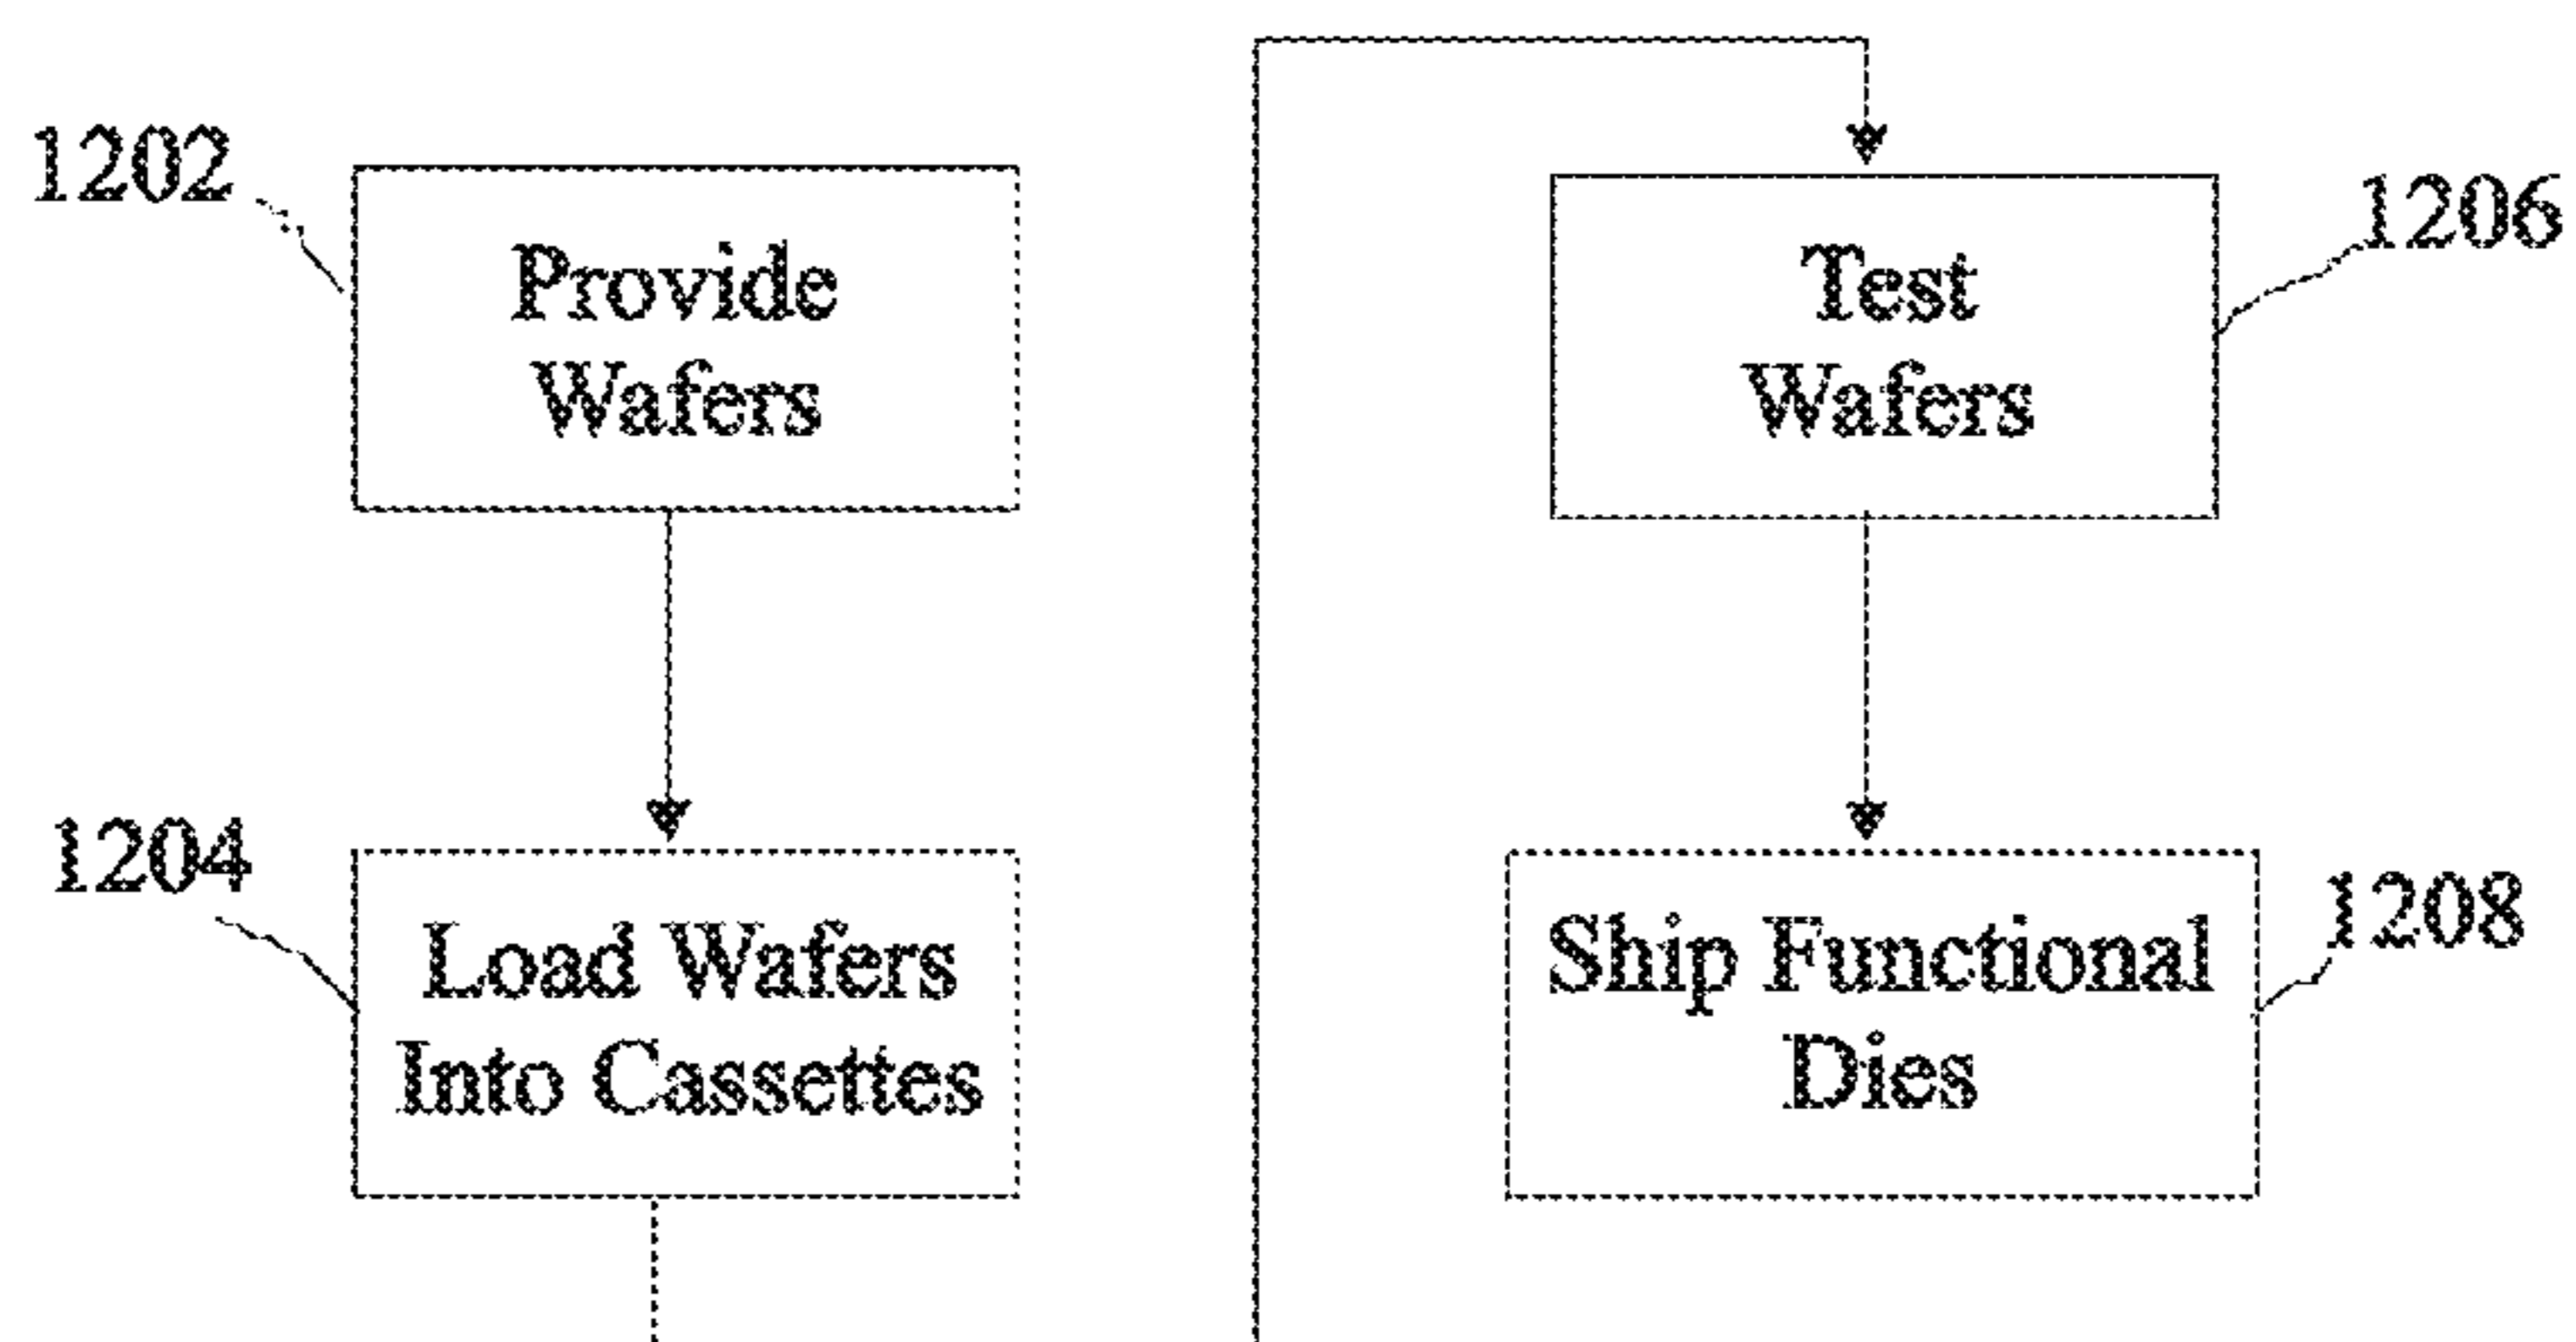 1202
Provide
Wafers
1204
Load Wafers
Into Cassettes
1206
Test
Wafers
1208
Ship Functional
Dies